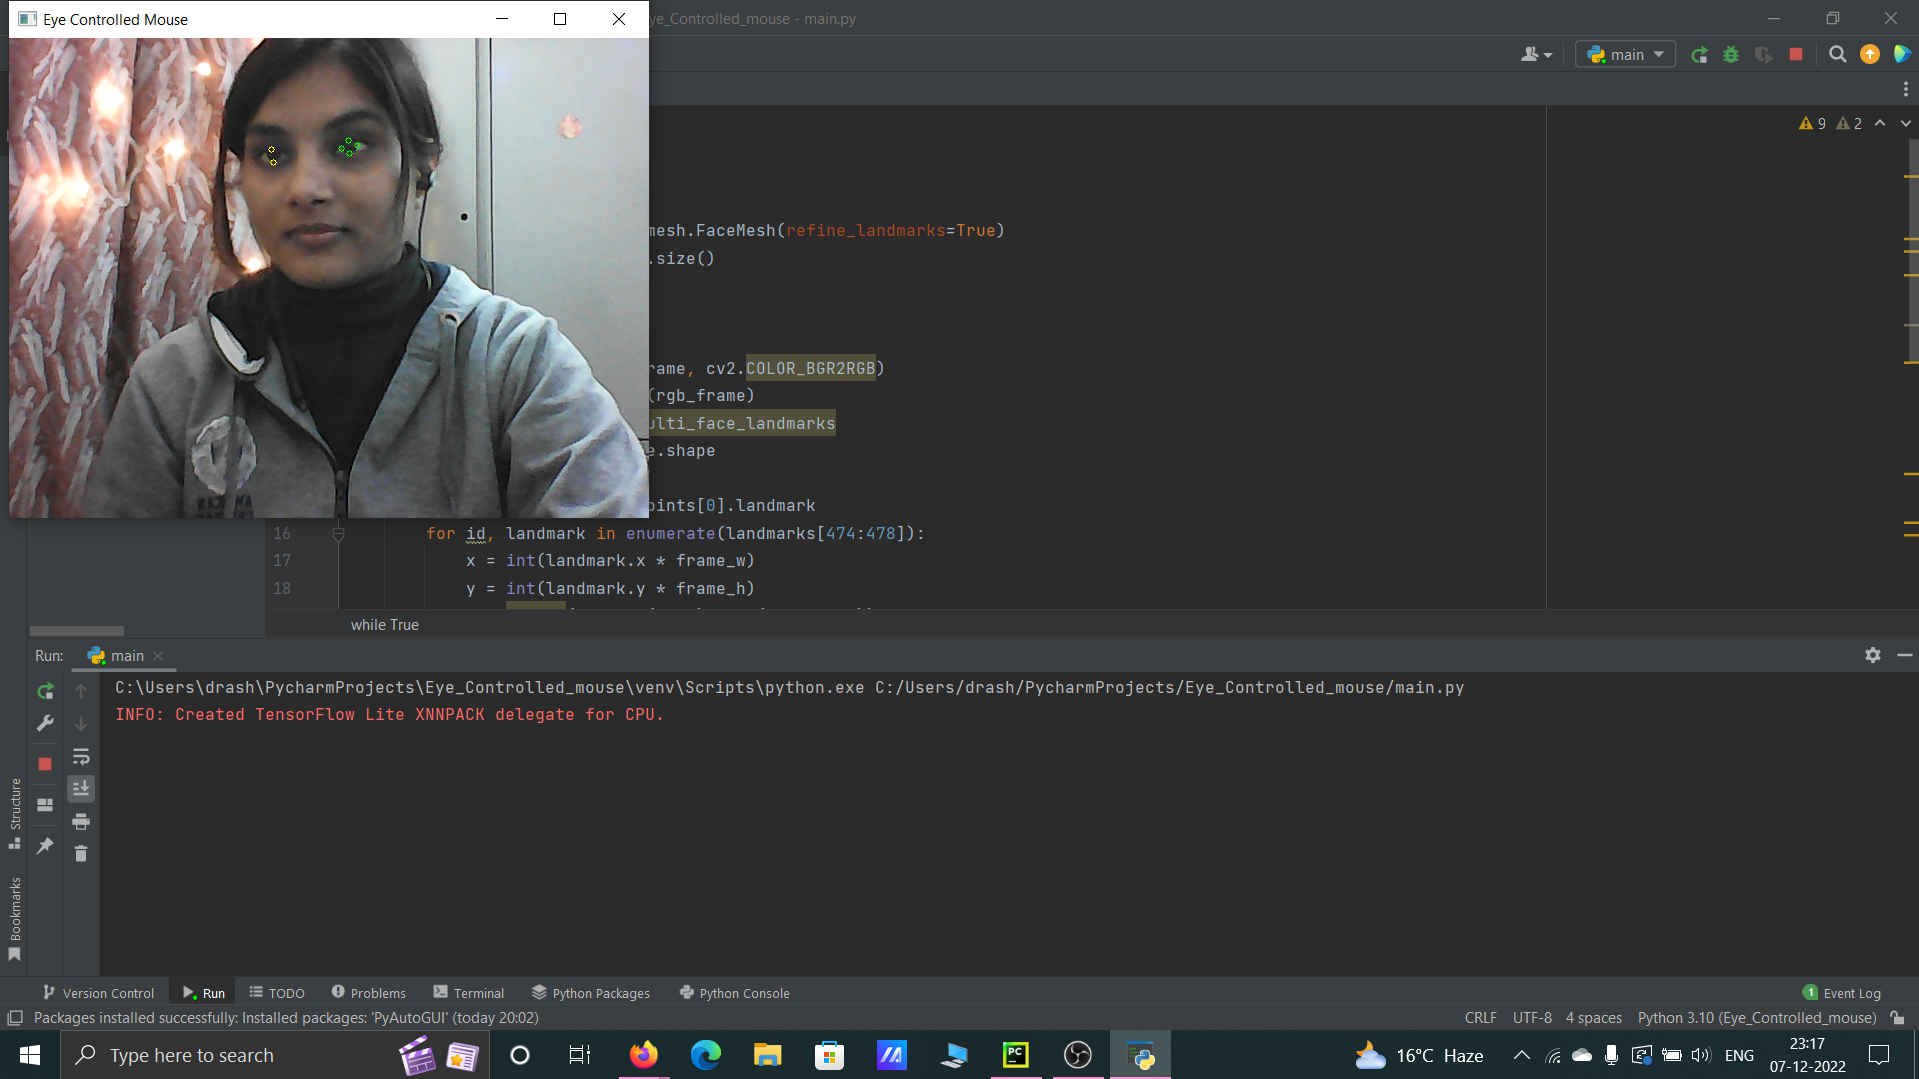 Eye Controlled Mouse
ye_Controlled_mouse - main.py
main
9 2
mesh.FaceMesh(refine_landmarks=True)
.size()
rame, cv2.COLOR_BGR2RGB)
(rgb_frame)
ulti_face_landmarks
e.shape
oints[0].landmark
16 for id, landmark in enumerate(landmarks[474:478]):
17 x = int(landmark.x * frame_w)
18 y = int(landmark.y * frame_h)
while True
Run: main
C:\Users\drash\PycharmProjects\Eye_Controlled_mouse\venv\Scripts\python.exe C:/Users/drash/PycharmProjects/Eye_Controlled_mouse/main.py
INFO: Created TensorFlow Lite XNNPACK delegate for CPU.
Structure
Bookmarks
Version Control Run TODO Problems Terminal Python Packages Python Console 1 Event Log
Packages installed successfully: Installed packages: 'PyAutoGUI' (today 20:02) CRLF UTF-8 4 spaces Python 3.10 (Eye_Controlled_mouse)
Type here to search PC 16°C Haze ENG 23:17
07-12-2022